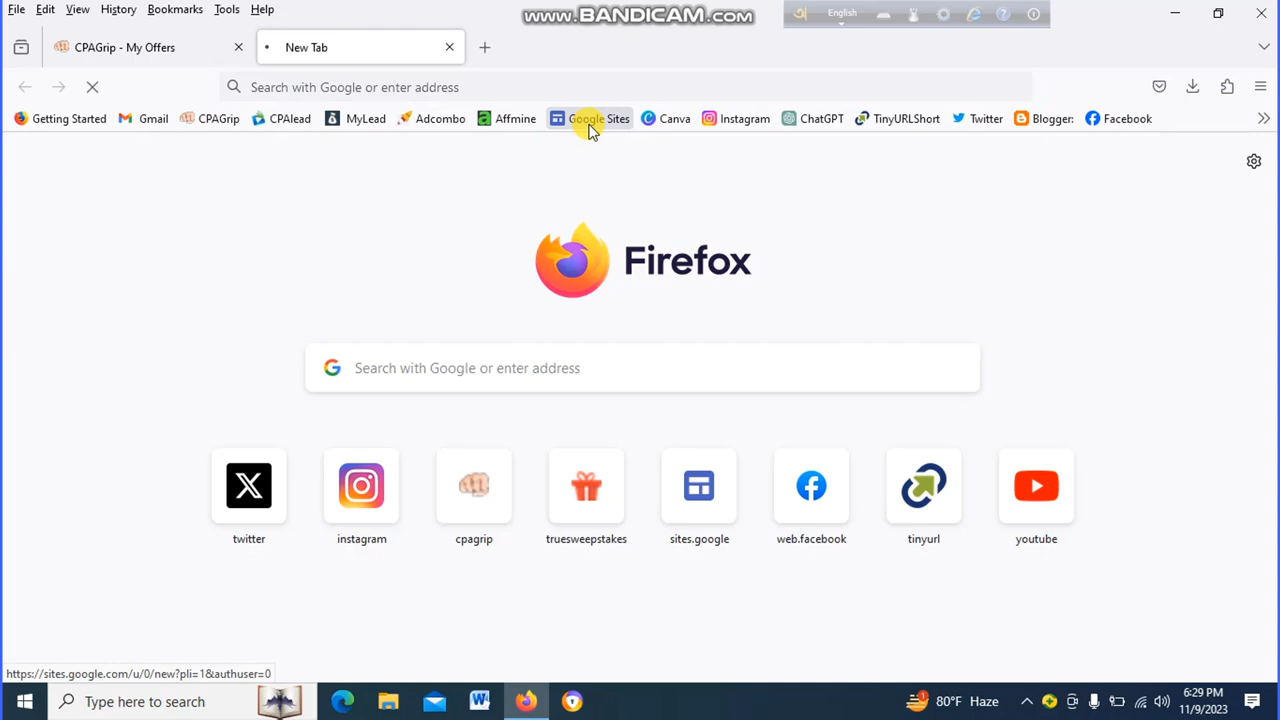 File Edit View History Bookmarks Tools Help
www.BANDICAM.com
English
CPAGrip - My Offers
New Tab
Search with Google or enter address
Getting Started Gmail CPAGrip CPAlead MyLead Adcombo Affmine Google Sites Canva Instagram ChatGPT TinyURLShort Twitter Blogger: Facebook
Firefox
Search with Google or enter address
twitter instagram cpagrip truesweepstakes sites.google web.facebook tinyurl youtube
https://sites.google.com/u/0/new?pli=1&authuser=0
Type here to search
80°F Haze
6:29 PM
11/9/2023